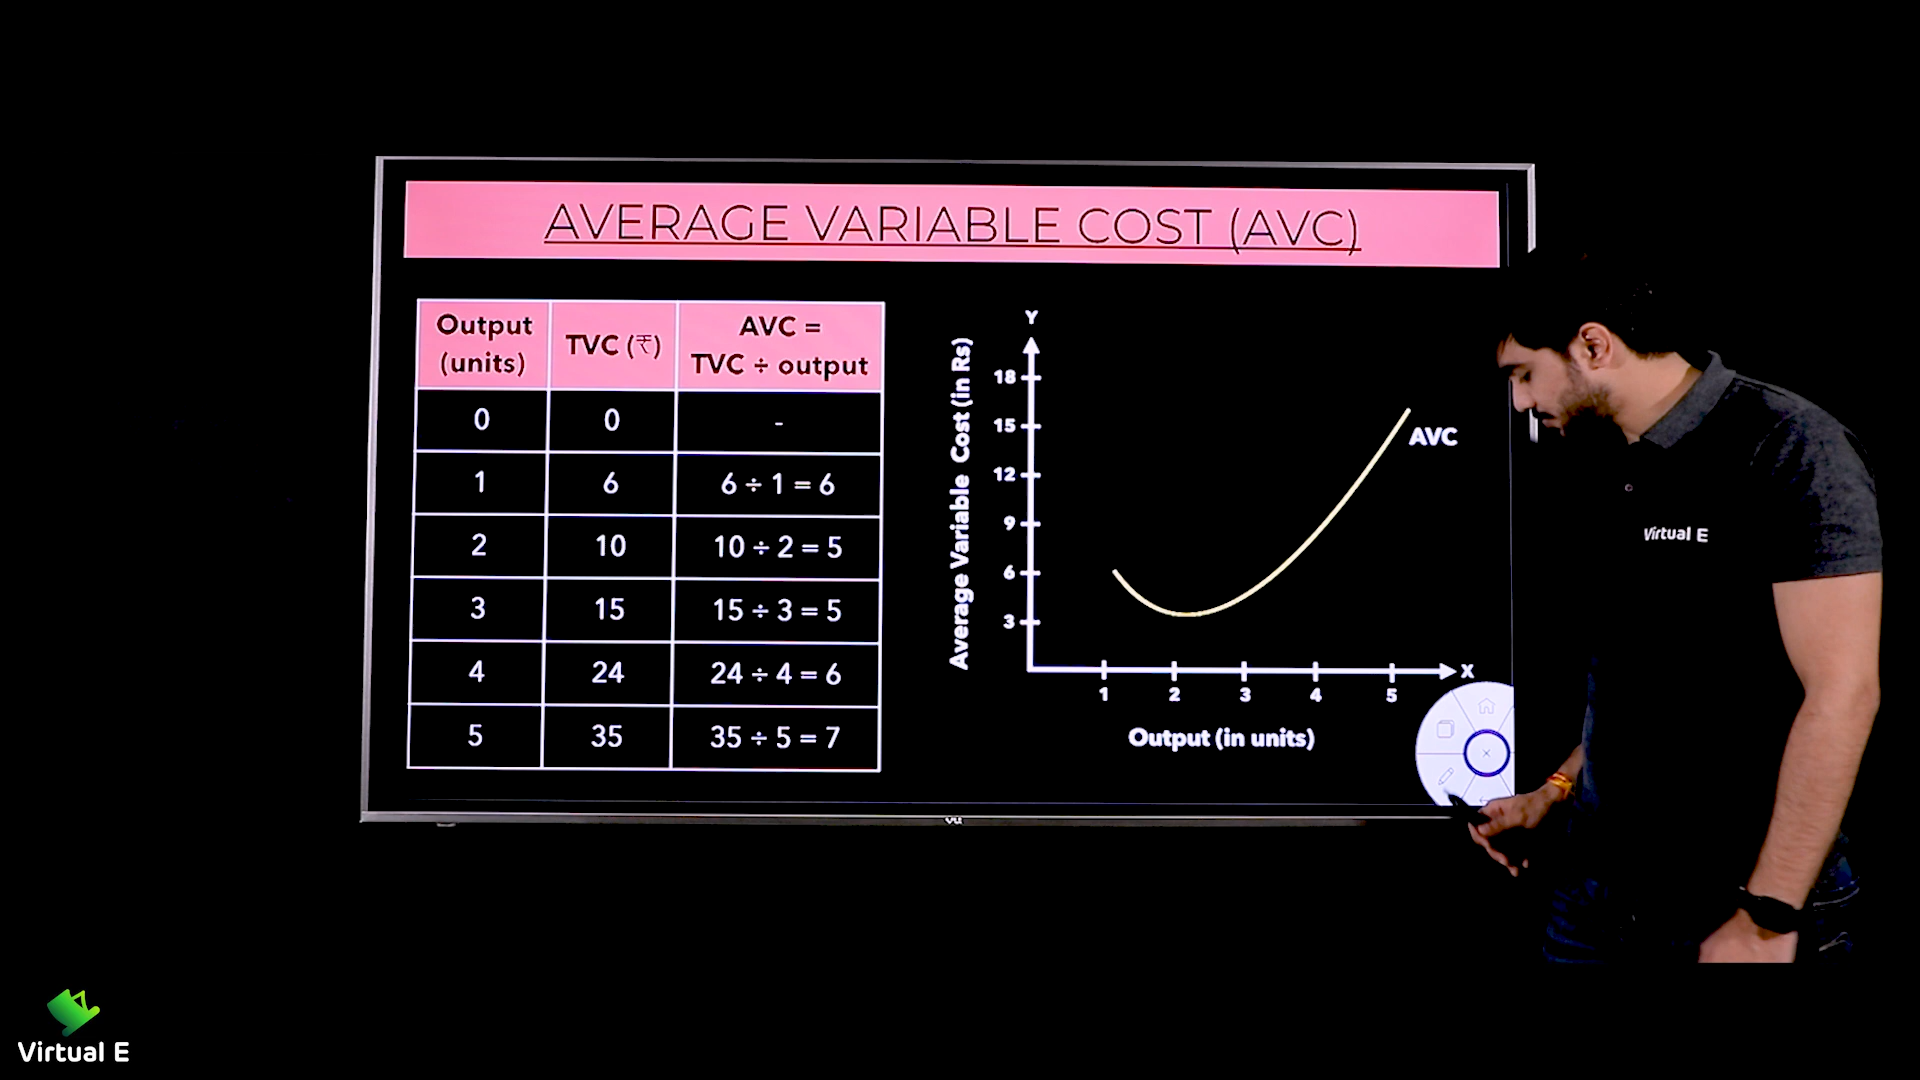 AVERAGE VARIABLE COST (AVC)
Output (units) TVC (₹) AVC = TVC ÷ output
0 0 -
1 6 6 ÷ 1 = 6
2 10 10 ÷ 2 = 5
3 15 15 ÷ 3 = 5
4 24 24 ÷ 4 = 6
5 35 35 ÷ 5 = 7
Y
Average Variable Cost (in Rs)
18
15
12
9
6
3
AVC
X
1 2 3 4 5
Output (in units)
vu
Virtual E
Virtual E